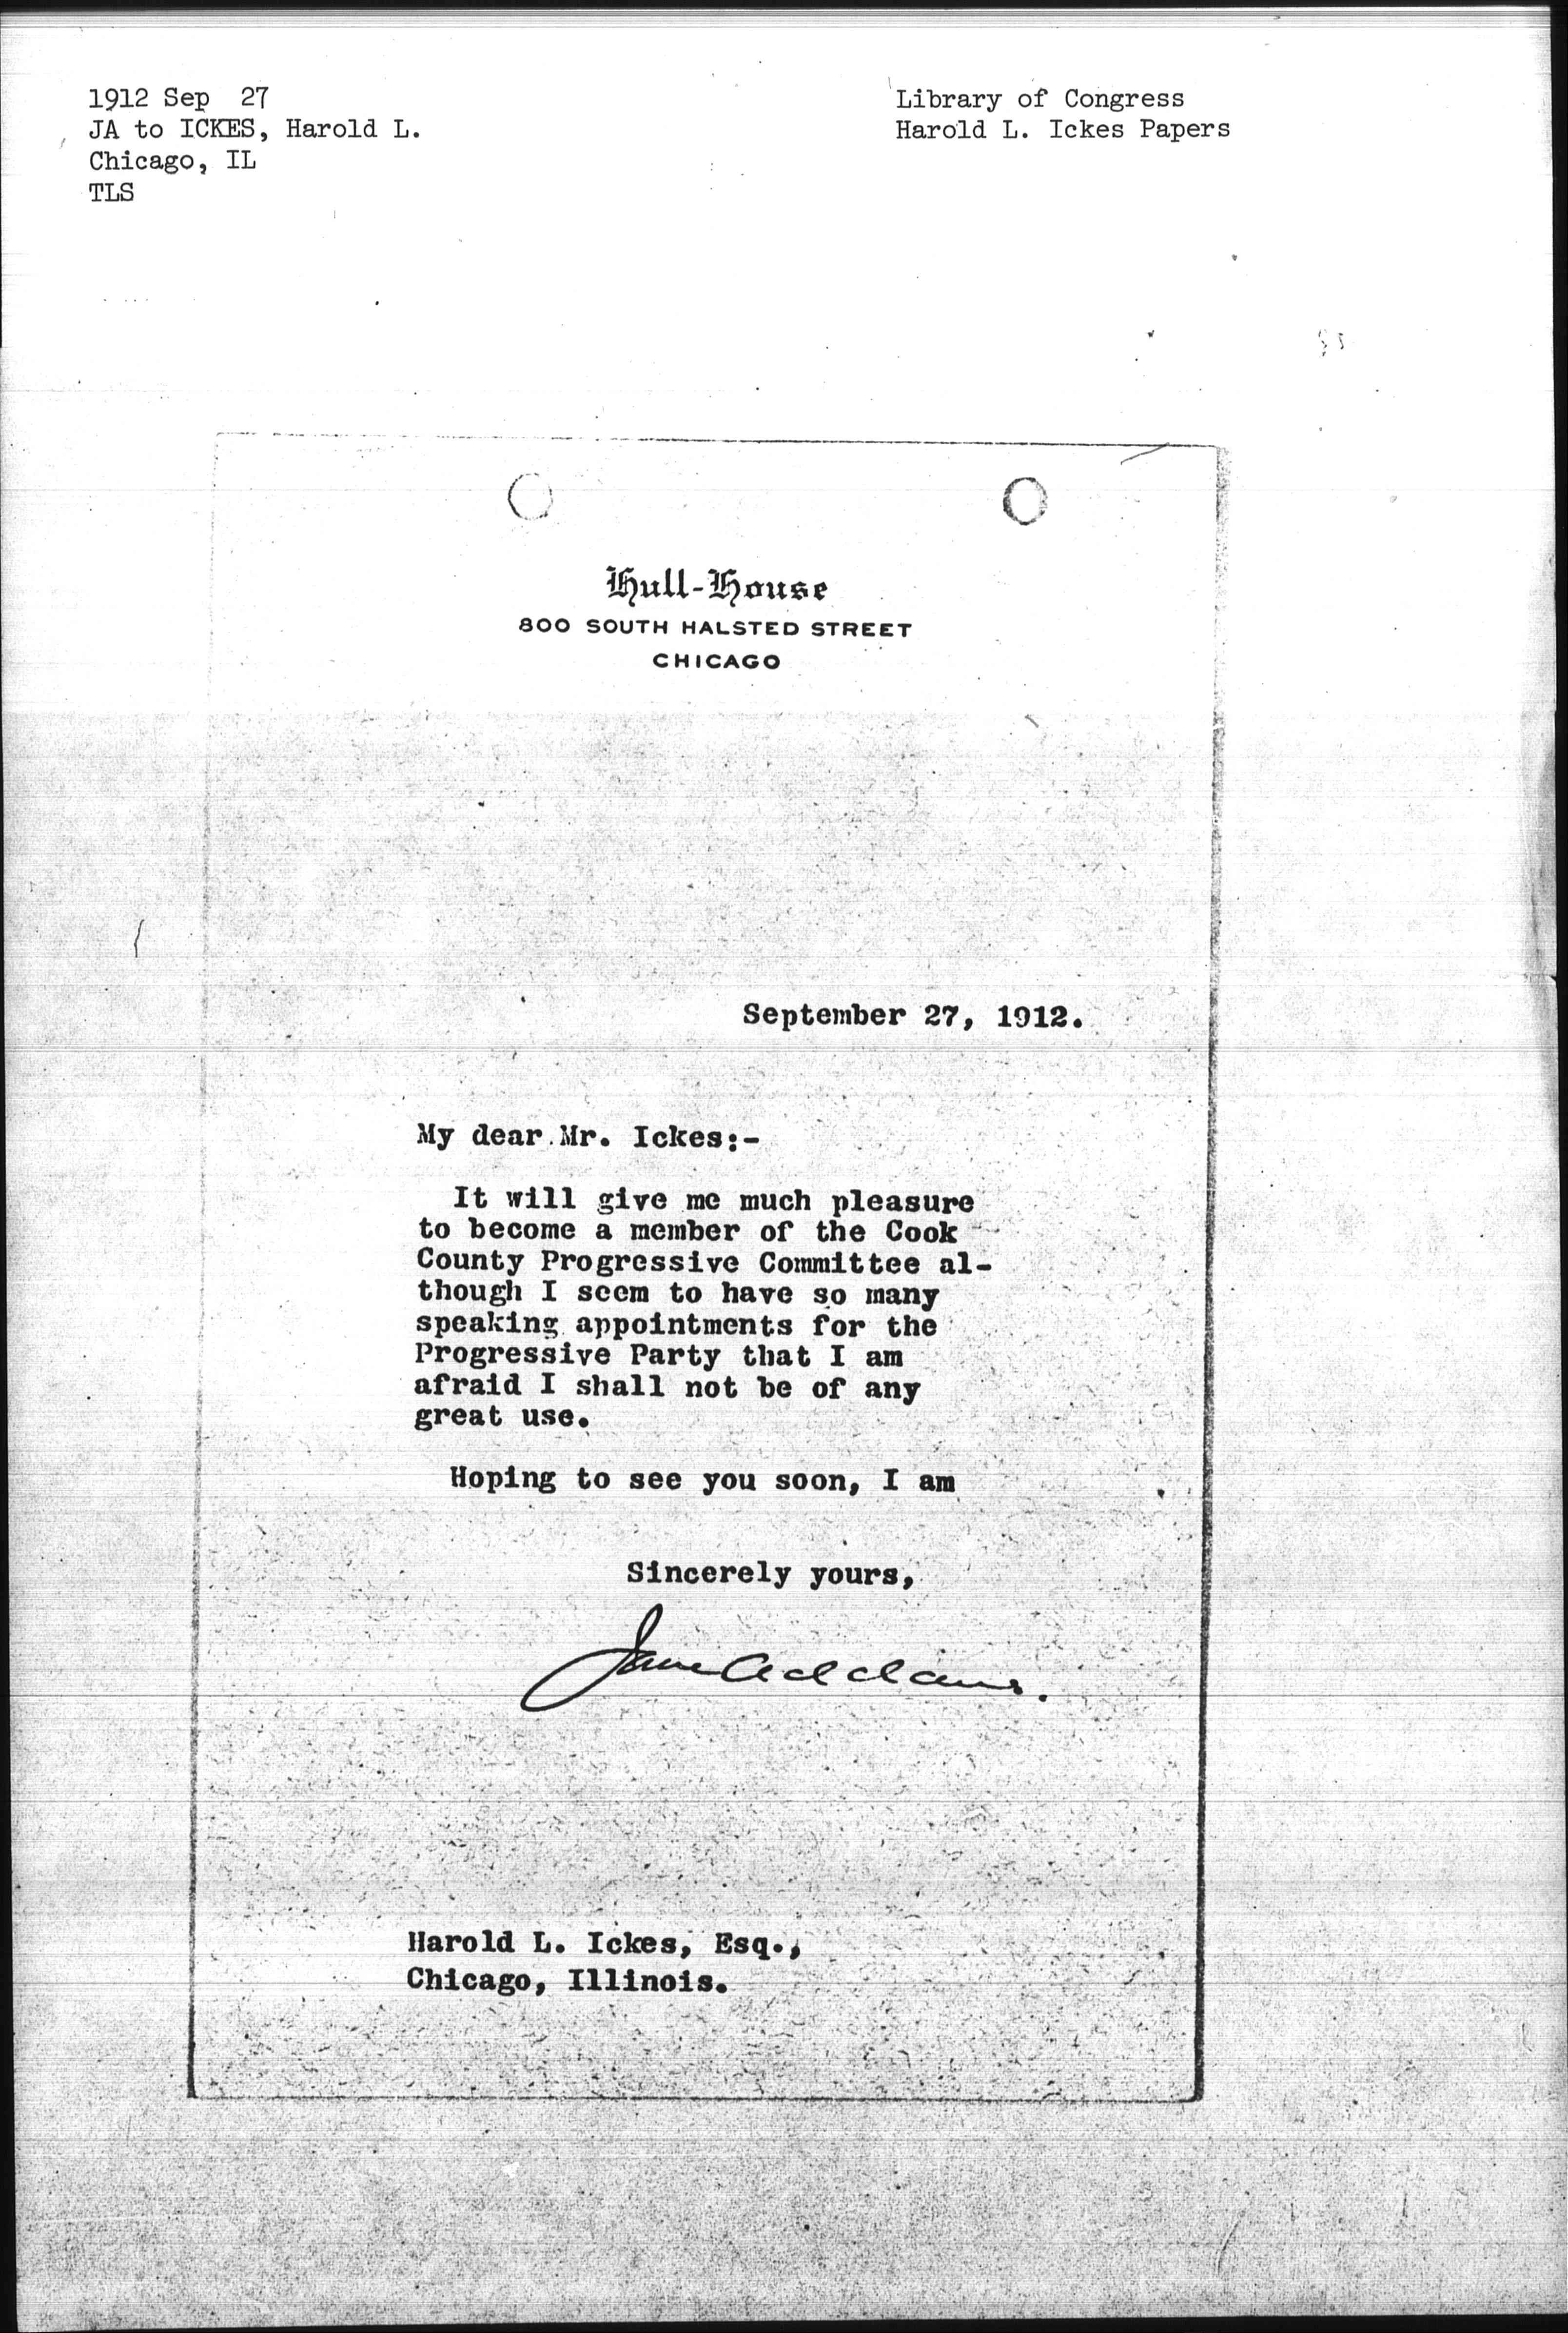 1912 Sep 27
JA to ICKES, Harold L.
Chicago, IL
TLS
Library of Congress
Harold L. Ickes Papers
Hull-House
800 SOUTH HALSTED STREET
CHICAGO
September 27, 1912.
My dear Mr. Ickes:-
It will give me much pleasure
to become a member of the Cook
County Progressive Committee al-
though I seem to have so many
speaking appointments for the
Progressive Party that I am
afraid I shall not be of any
great use.
Hoping to see you soon, I am
Sincerely yours,
Jane Addams.
Harold L. Ickes, Esq.,
Chicago, Illinois.